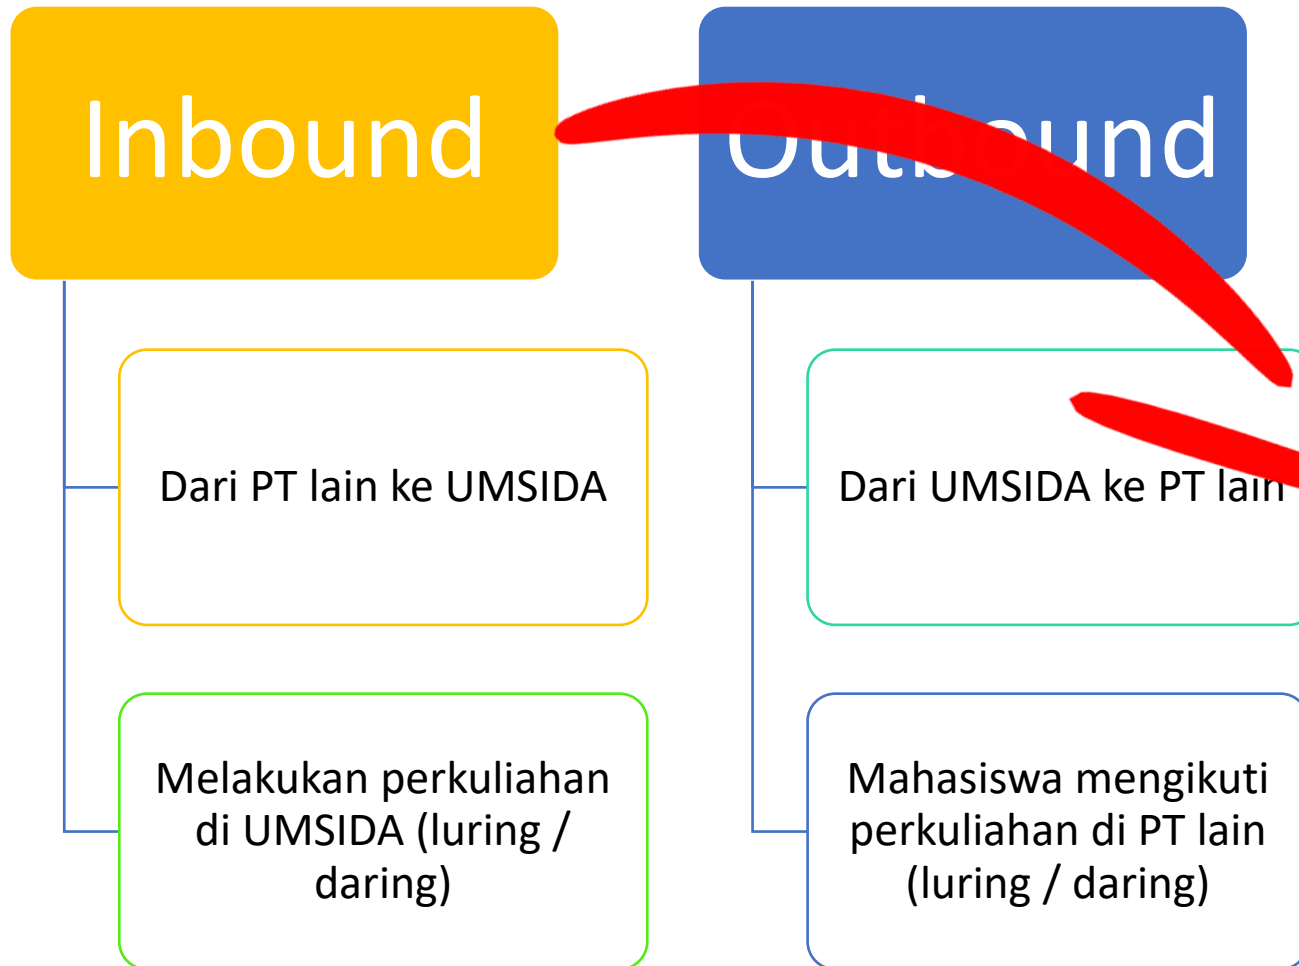 Inbound
Dari PT lain ke UMSIDA
Melakukan perkuliahan
di UMSIDA (luring /
daring)
Outbound
Dari UMSIDA ke PT lain
Mahasiswa mengikuti
perkuliahan di PT lain
(luring / daring)